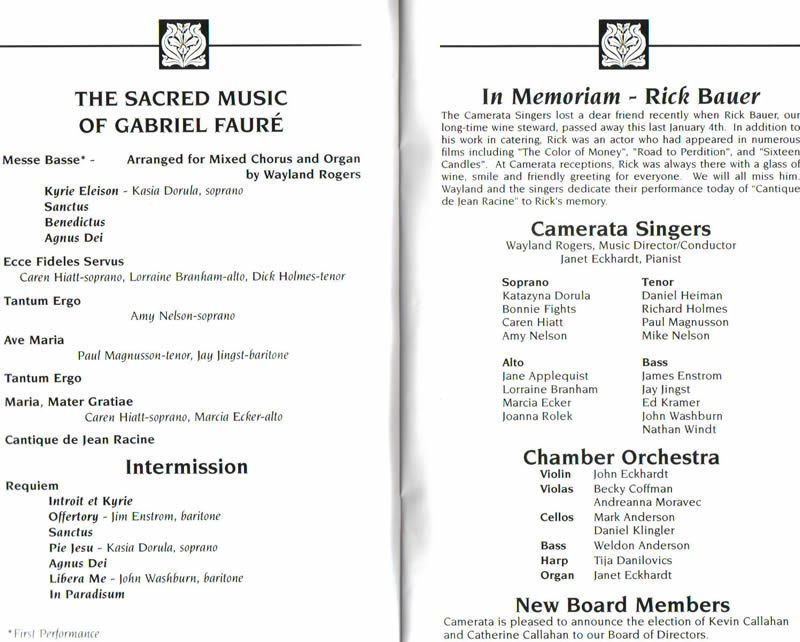 THE SACRED MUSIC
OF GABRIEL FAURÉ
Messe Basse* - Arranged for Mixed Chorus and Organ
by Wayland Rogers
Kyrie Eleison - Kasia Dorula, soprano
Sanctus
Benedictus
Agnus Dei
Ecce Fideles Servus
Caren Hiatt-soprano, Lorraine Branham-alto, Dick Holmes-tenor
Tantum Ergo
Amy Nelson-soprano
Ave Maria
Paul Magnusson-tenor, Jay Jingst-baritone
Tantum Ergo
Maria, Mater Gratiae
Caren Hiatt-soprano, Marcia Ecker-alto
Cantique de Jean Racine
Intermission
Requiem
Introit et Kyrie
Offertory - Jim Enstrom, baritone
Sanctus
Pie Jesu - Kasia Dorula, soprano
Agnus Dei
Libera Me - John Washburn, baritone
In Paradisum
*First Performance
In Memoriam - Rick Bauer
The Camerata Singers lost a dear friend recently when Rick Bauer, our
long-time wine steward, passed away this last January 4th. In addition to
his work in catering, Rick was an actor who had appeared in numerous
films including "The Color of Money", "Road to Perdition", and "Sixteen
Candles". At Camerata receptions, Rick was always there with a glass of
wine, smile and friendly greeting for everyone. We will all miss him.
Wayland and the singers dedicate their performance today of "Cantique
de Jean Racine" to Rick's memory.
Camerata Singers
Wayland Rogers, Music Director/Conductor
Janet Eckhardt, Pianist
Soprano
Katazyna Dorula
Bonnie Fights
Caren Hiatt
Amy Nelson
Tenor
Daniel Heiman
Richard Holmes
Paul Magnusson
Mike Nelson
Alto
Jane Applequist
Lorraine Branham
Marcia Ecker
Joanna Rolek
Bass
James Enstrom
Jay Jingst
Ed Kramer
John Washburn
Nathan Windt
Chamber Orchestra
Violin John Eckhardt
Violas Becky Coffman
Andreanna Moravec
Cellos Mark Anderson
Daniel Klingler
Bass Weldon Anderson
Harp Tija Danilovics
Organ Janet Eckhardt
New Board Members
Camerata is pleased to announce the election of Kevin Callahan
and Catherine Callahan to our Board of Directors.